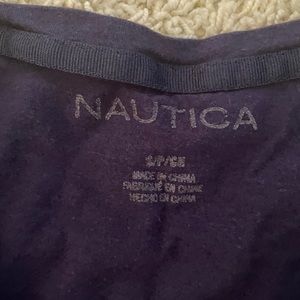 NAUTICA
S/P/CH
MADE IN CHINA
FABRIQUÉ EN CHINE
HECHO EN CHINA